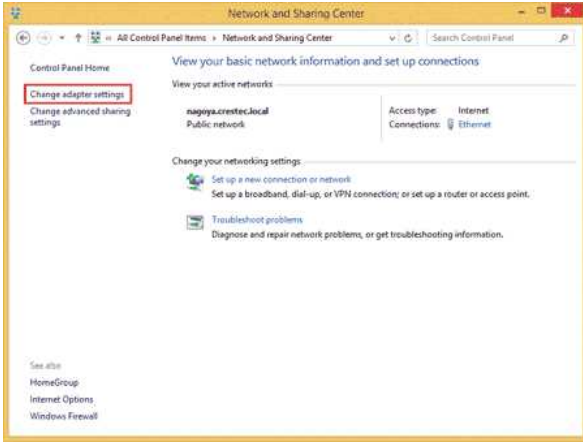 Network and Sharing Center
« All Control Panel Items › Network and Sharing Center
Search Control Panel
Control Panel Home
Change adapter settings
Change advanced sharing
settings
View your basic network information and set up connections
View your active networks
nagoya.crestec.local
Public network
Access type: Internet
Connections: Ethernet
Change your networking settings
Set up a new connection or network
Set up a broadband, dial-up, or VPN connection; or set up a router or access point.
Troubleshoot problems
Diagnose and repair network problems, or get troubleshooting information.
See also
HomeGroup
Internet Options
Windows Firewall